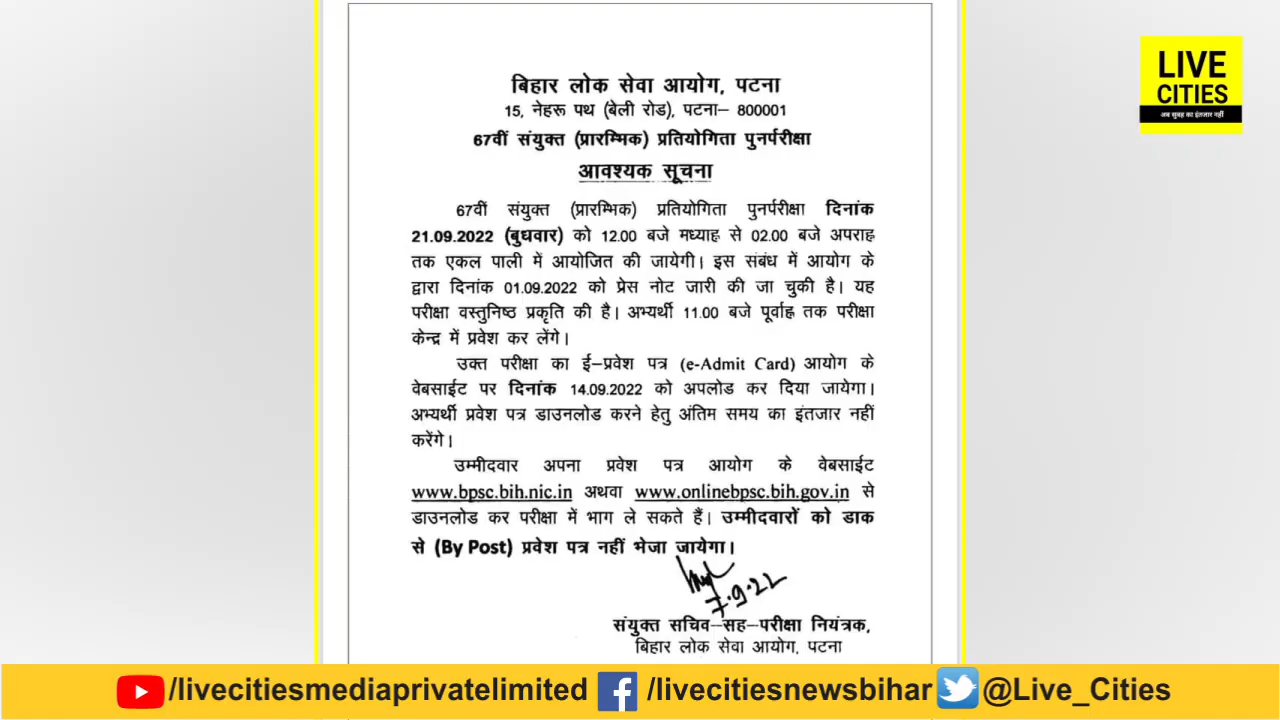 बिहार लोक सेवा आयोग, पटना
15, नेहरू पथ (बेली रोड), पटना– 800001
67वीं संयुक्त (प्रारम्भिक) प्रतियोगिता पुनर्परीक्षा
आवश्यक सूचना
67वीं संयुक्त (प्रारम्भिक) प्रतियोगिता पुनर्परीक्षा दिनांक
21.09.2022 (बुधवार) को 12.00 बजे मध्याह्न से 02.00 बजे अपराह्न
तक एकल पाली में आयोजित की जायेगी। इस संबंध में आयोग के
द्वारा दिनांक 01.09.2022 को प्रेस नोट जारी की जा चुकी है। यह
परीक्षा वस्तुनिष्ठ प्रकृति की है। अभ्यर्थी 11.00 बजे पूर्वाह्न तक परीक्षा
केन्द्र में प्रवेश कर लेंगे।
उक्त परीक्षा का ई–प्रवेश पत्र (e-Admit Card) आयोग के
वेबसाईट पर दिनांक 14.09.2022 को अपलोड कर दिया जायेगा।
अभ्यर्थी प्रवेश पत्र डाउनलोड करने हेतु अंतिम समय का इंतजार नहीं
करेंगे।
उम्मीदवार अपना प्रवेश पत्र आयोग के वेबसाईट
www.bpsc.bih.nic.in अथवा www.onlinebpsc.bih.gov.in से
डाउनलोड कर परीक्षा में भाग ले सकते हैं। उम्मीदवारों को डाक
से (By Post) प्रवेश पत्र नहीं भेजा जायेगा।
7.9.22
संयुक्त सचिव–सह–परीक्षा नियंत्रक,
बिहार लोक सेवा आयोग, पटना
LIVE
CITIES
अब सुबह का इंतजार नहीं
/livecitiesmediaprivatelimited /livecitiesnewsbihar @Live_Cities